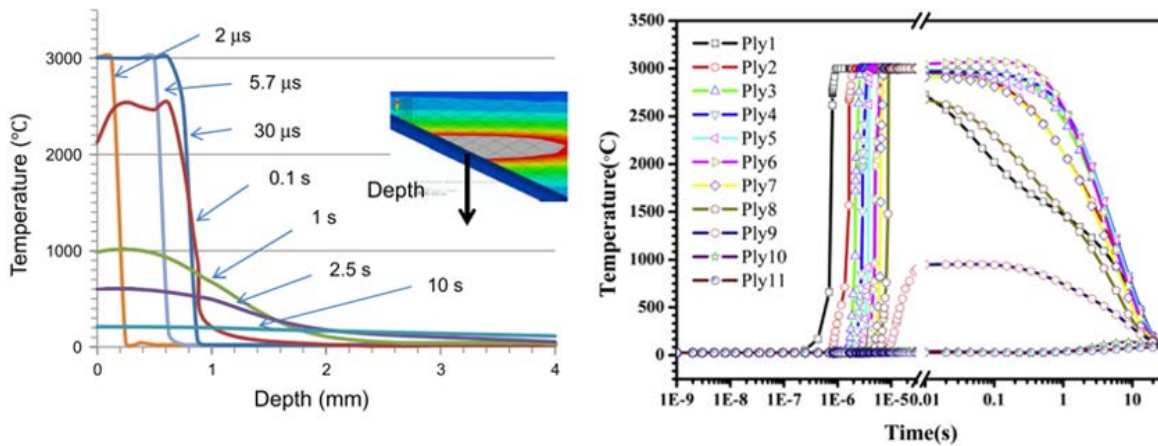 2 µs
5.7 µs
30 µs
0.1 s
1 s
2.5 s
10 s
Depth
3000
2000
1000
0
Temperature (°C)
0 1 2 3 4
Depth (mm)
Ply1
Ply2
Ply3
Ply4
Ply5
Ply6
Ply7
Ply8
Ply9
Ply10
Ply11
3500
3000
2500
2000
1500
1000
500
0
Temperature(°C)
1E-9 1E-8 1E-7 1E-6 1E-50.01 0.1 1 10
Time(s)